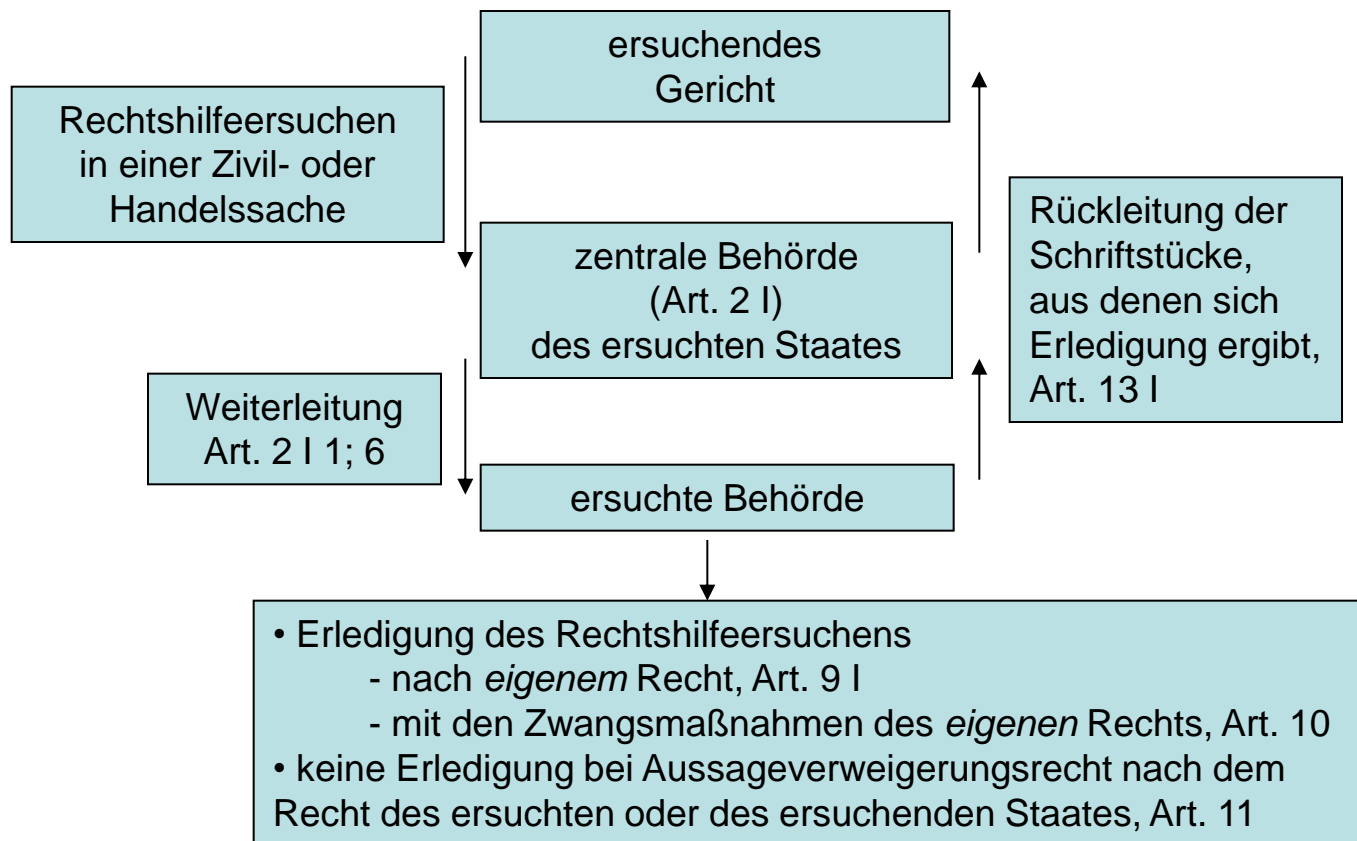 ersuchendes
Gericht
Rechtshilfeersuchen
in einer Zivil- oder
Handelssache
zentrale Behörde
(Art. 2 I)
des ersuchten Staates
Rückleitung der
Schriftstücke,
aus denen sich
Erledigung ergibt,
Art. 13 I
Weiterleitung
Art. 2 I 1; 6
ersuchte Behörde
• Erledigung des Rechtshilfeersuchens
- nach eigenem Recht, Art. 9 I
- mit den Zwangsmaßnahmen des eigenen Rechts, Art. 10
• keine Erledigung bei Aussageverweigerungsrecht nach dem
Recht des ersuchten oder des ersuchenden Staates, Art. 11